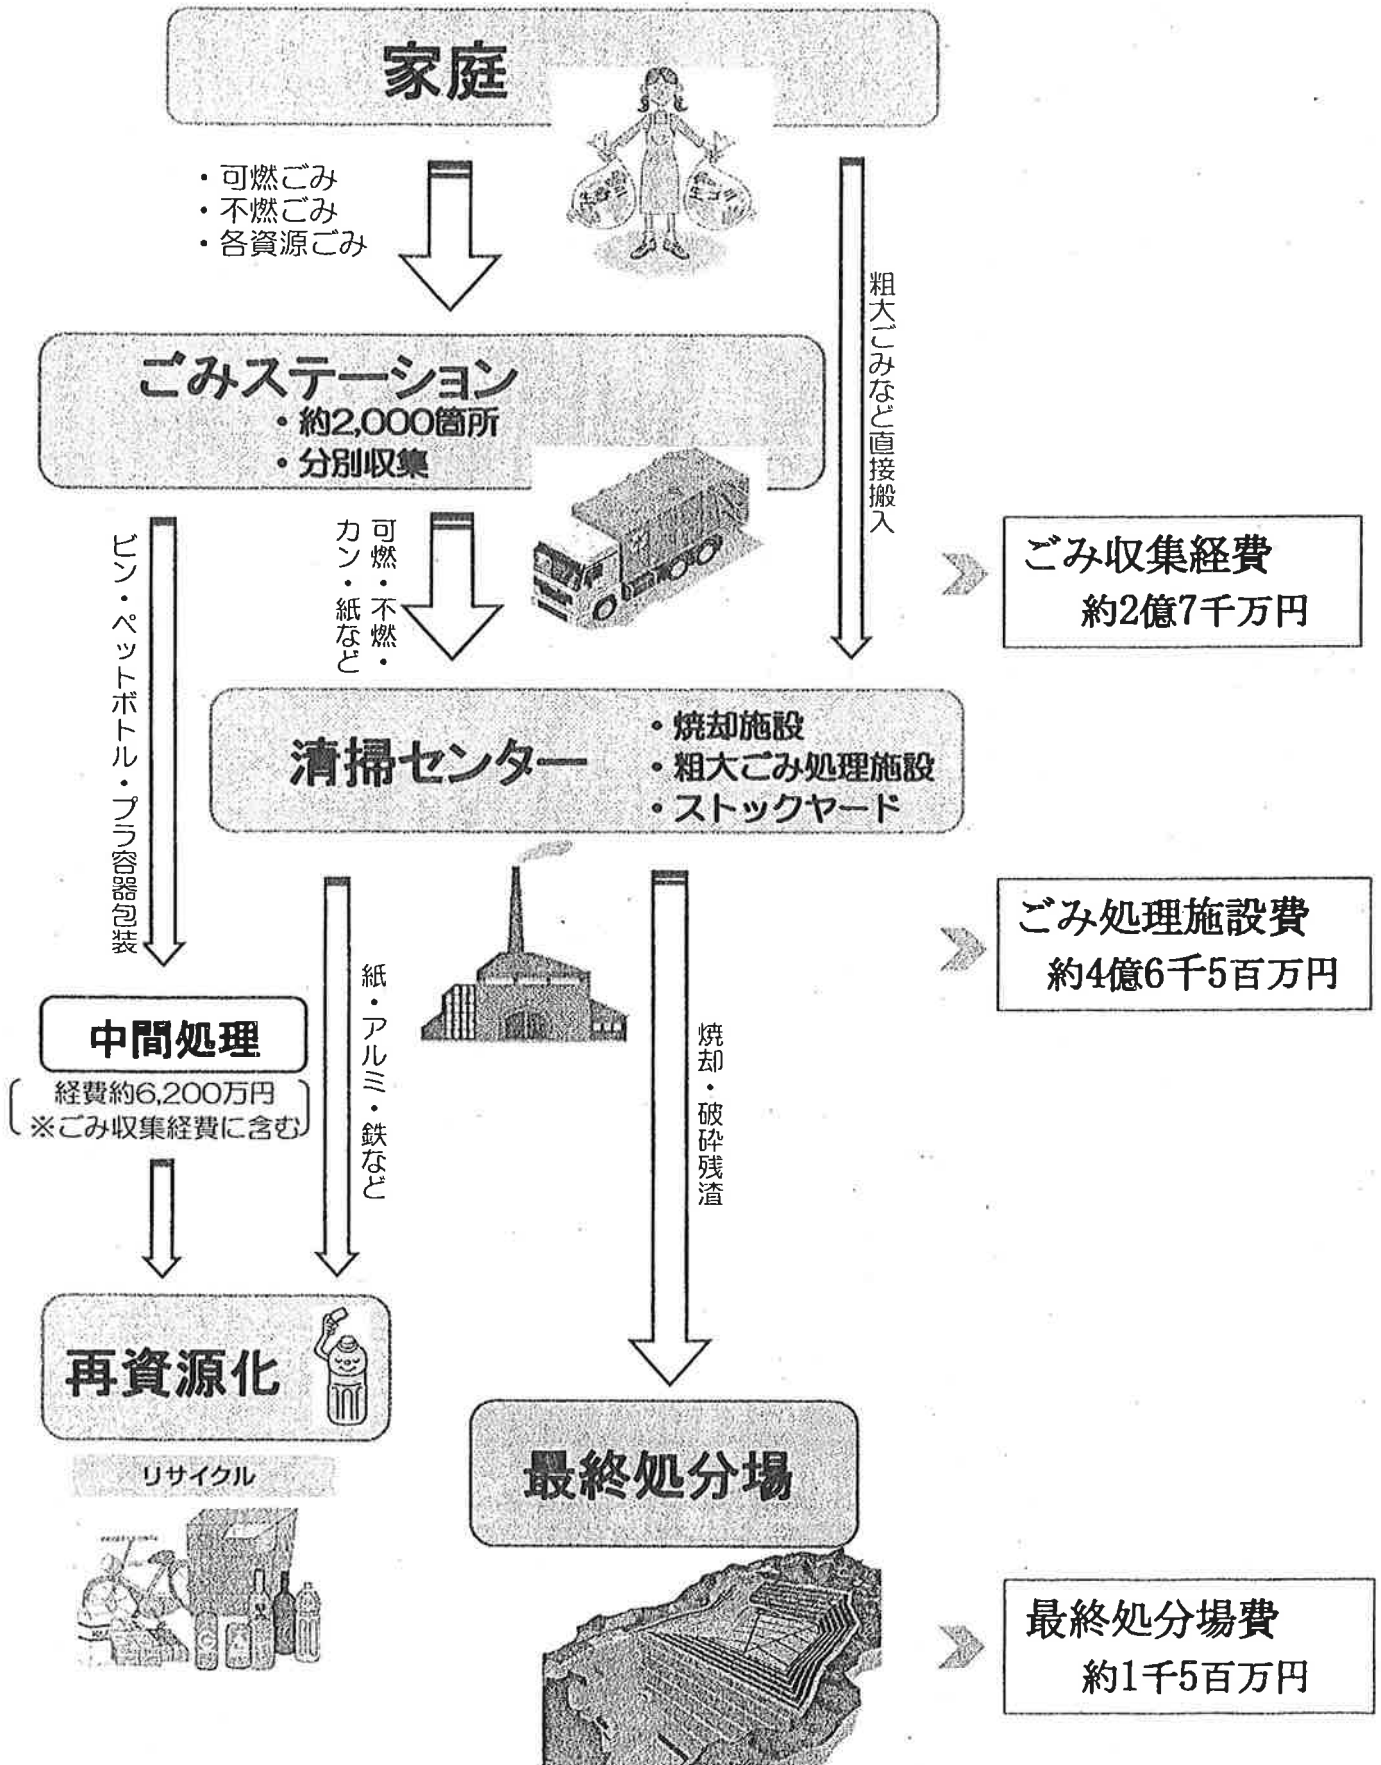 家庭
・可燃ごみ
・不燃ごみ
・各資源ごみ
粗大ごみなど直接搬入
ごみステーション
・約2,000箇所
・分別収集
ビン・ペットボトル・プラ容器包装
可燃・不燃・
カン・紙など
ごみ収集経費
約2億7千万円
清掃センター
・焼却施設
・粗大ごみ処理施設
・ストックヤード
ごみ処理施設費
約4億6千5百万円
中間処理
経費約6,200万円
※ごみ収集経費に含む
紙・アルミ・鉄など
焼却・破砕残渣
再資源化
リサイクル
最終処分場
最終処分場費
約1千5百万円